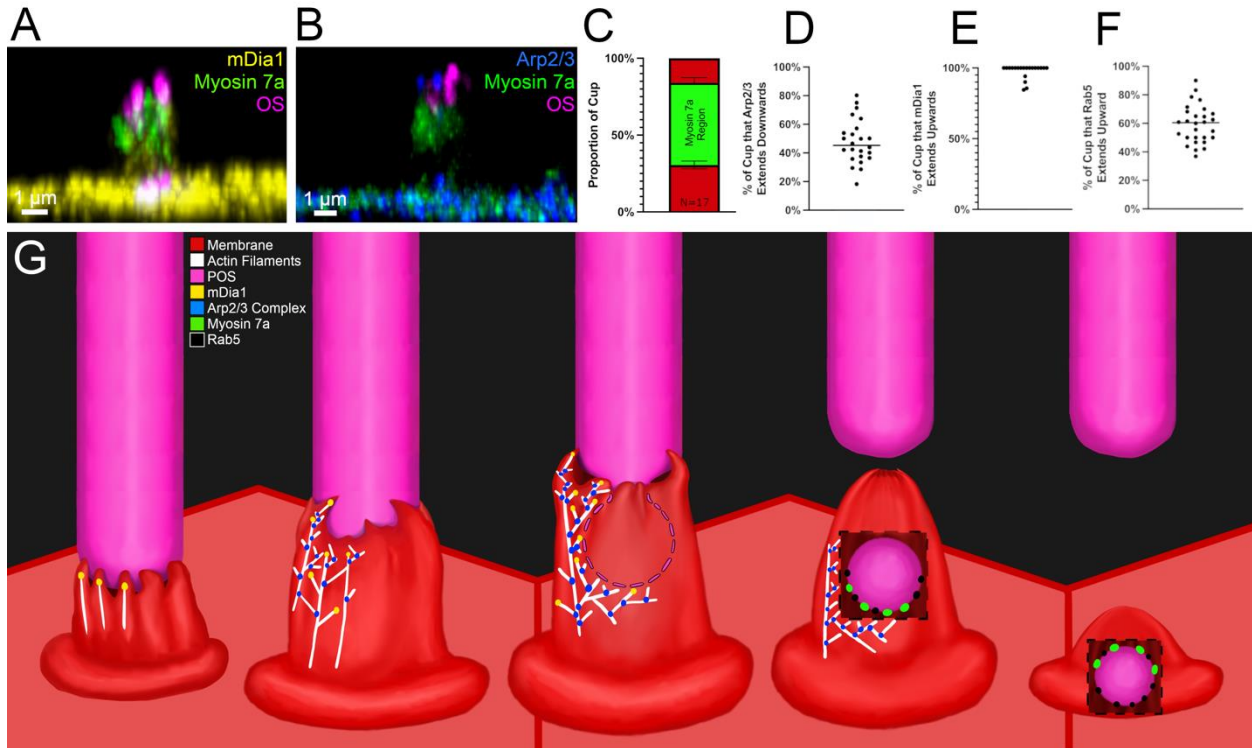 A
mDia1
Myosin 7a
OS
1 µm
B
Arp2/3
Myosin 7a
OS
1 µm
C
Proportion of Cup
100%
50%
0%
Myosin 7a
Region
N=17
D
% of Cup that Arp2/3
Extends Downwards
100%
80%
60%
40%
20%
0%
E
% of Cup that mDia1
Extends Upwards
100%
50%
0%
F
% of Cup that Rab5
Extends Upward
100%
80%
60%
40%
20%
0%
G
Membrane
Actin Filaments
POS
mDia1
Arp2/3 Complex
Myosin 7a
Rab5